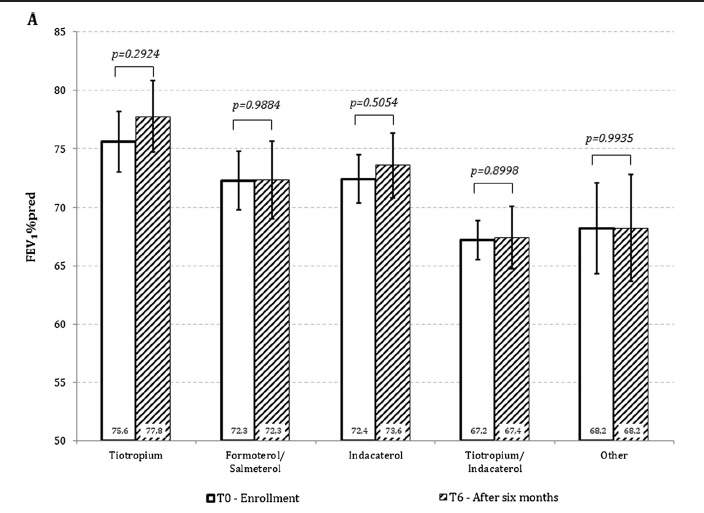 A
85
80
75
70
65
60
55
50
FEV₁%pred
p=0.2924
p=0.9884
p=0.5054
p=0.8998
p=0.9935
75.6 77.8 72.3 72.3 72.4 73.6 67.2 67.4 68.2 68.2
Tiotropium Formoterol/ Indacaterol Tiotropium/ Other
Salmeterol Indacaterol
T0 - Enrollment T6 - After six months